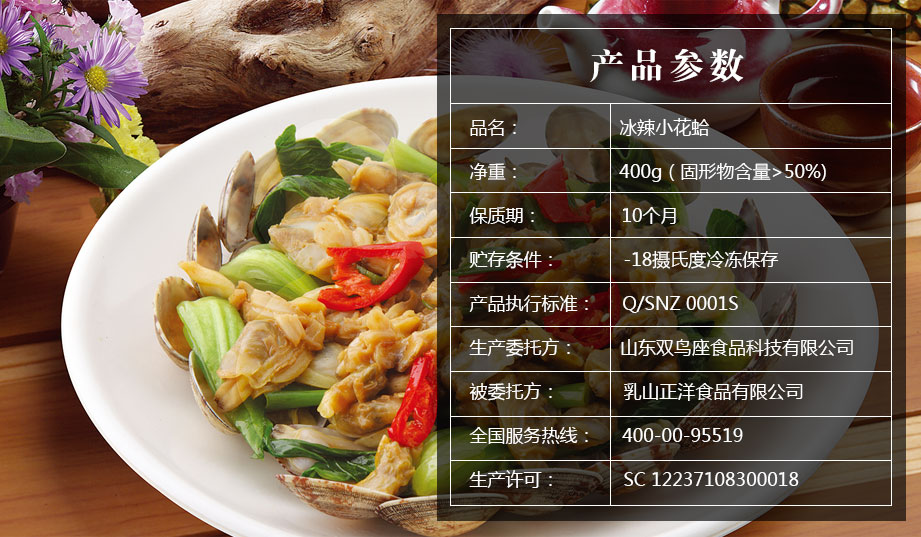 产品参数
品名： 冰辣小花蛤
净重： 400g ( 固形物含量>50%)
保质期： 10个月
贮存条件： -18摄氏度冷冻保存
产品执行标准： Q/SNZ 0001S
生产委托方： 山东双鸟座食品科技有限公司
被委托方： 乳山正洋食品有限公司
全国服务热线： 400-00-95519
生产许可： SC 12237108300018